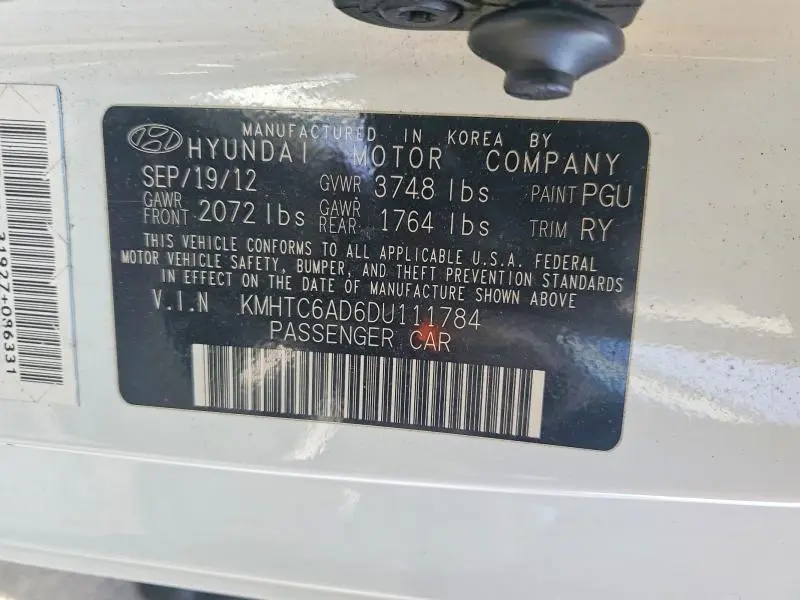 MANUFACTURED IN KOREA BY
HYUNDAI MOTOR COMPANY
SEP/19/12 GVWR 3748 lbs PAINT PGU
GAWR FRONT 2072 lbs GAWR REAR 1764 lbs TRIM RY
THIS VEHICLE CONFORMS TO ALL APPLICABLE U.S.A. FEDERAL
MOTOR VEHICLE SAFETY, BUMPER, AND THEFT PREVENTION STANDARDS
IN EFFECT ON THE DATE OF MANUFACTURE SHOWN ABOVE
V.I.N KMHTC6AD6DU111784
PASSENGER CAR
31927+096331